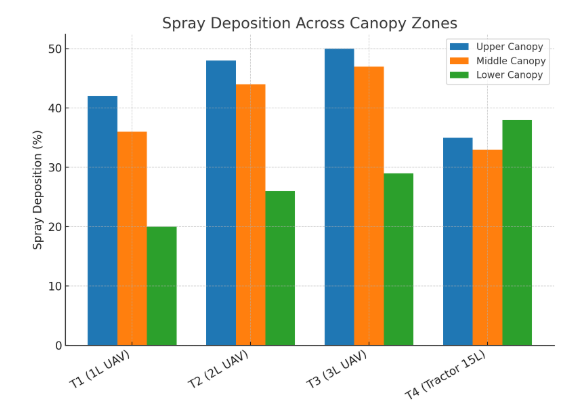 Spray Deposition Across Canopy Zones
Upper Canopy
Middle Canopy
Lower Canopy
Spray Deposition (%)
50
40
30
20
10
0
T1 (1L UAV)
T2 (2L UAV)
T3 (3L UAV)
T4 (Tractor 15L)